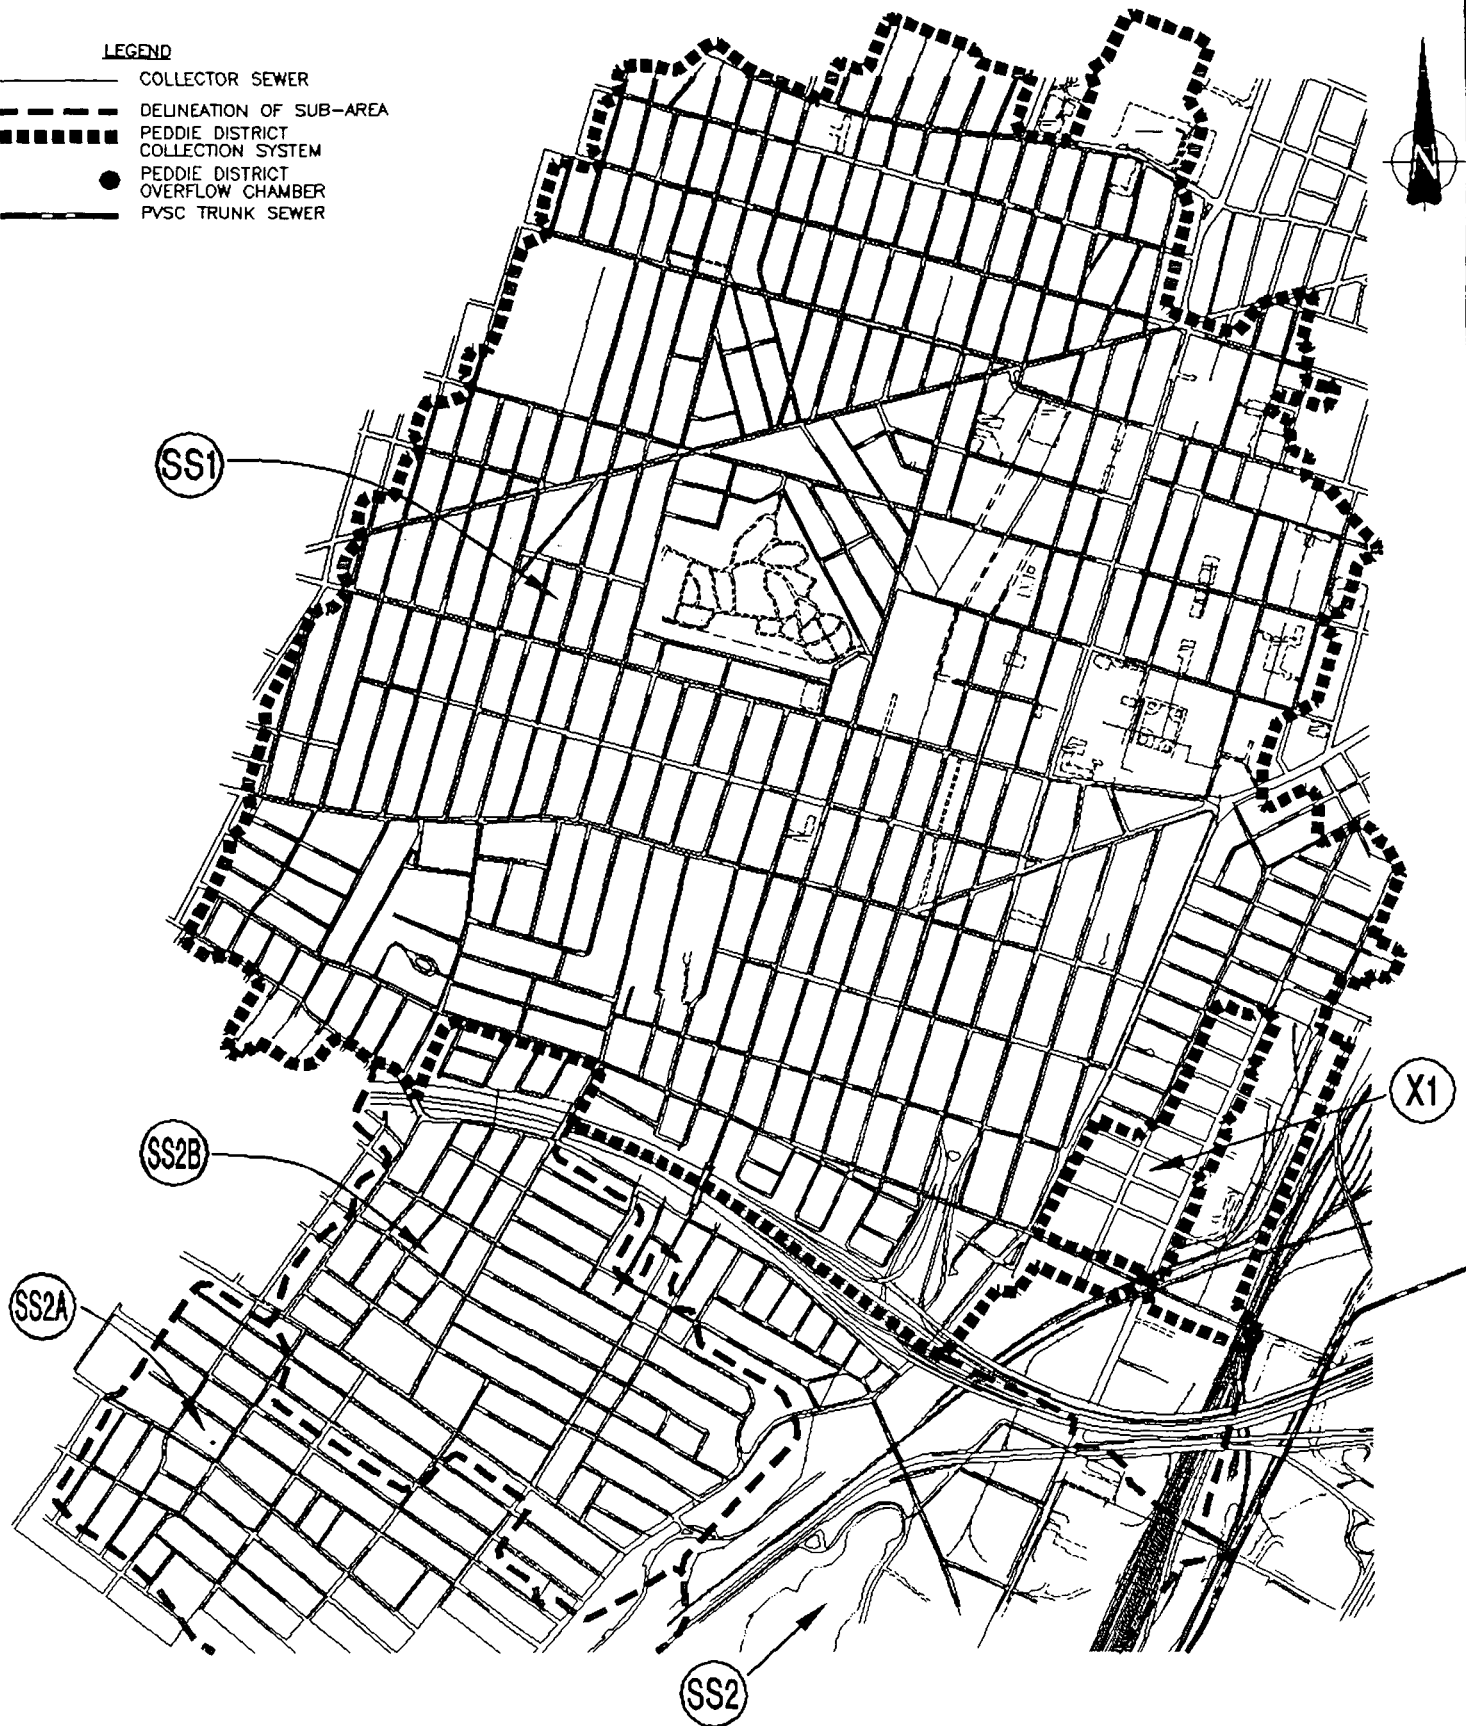 LEGEND
COLLECTOR SEWER
DELINEATION OF SUB-AREA
PEDDIE DISTRICT
COLLECTION SYSTEM
PEDDIE DISTRICT
OVERFLOW CHAMBER
PVSC TRUNK SEWER
N
SS1
X1
SS2B
SS2A
SS2